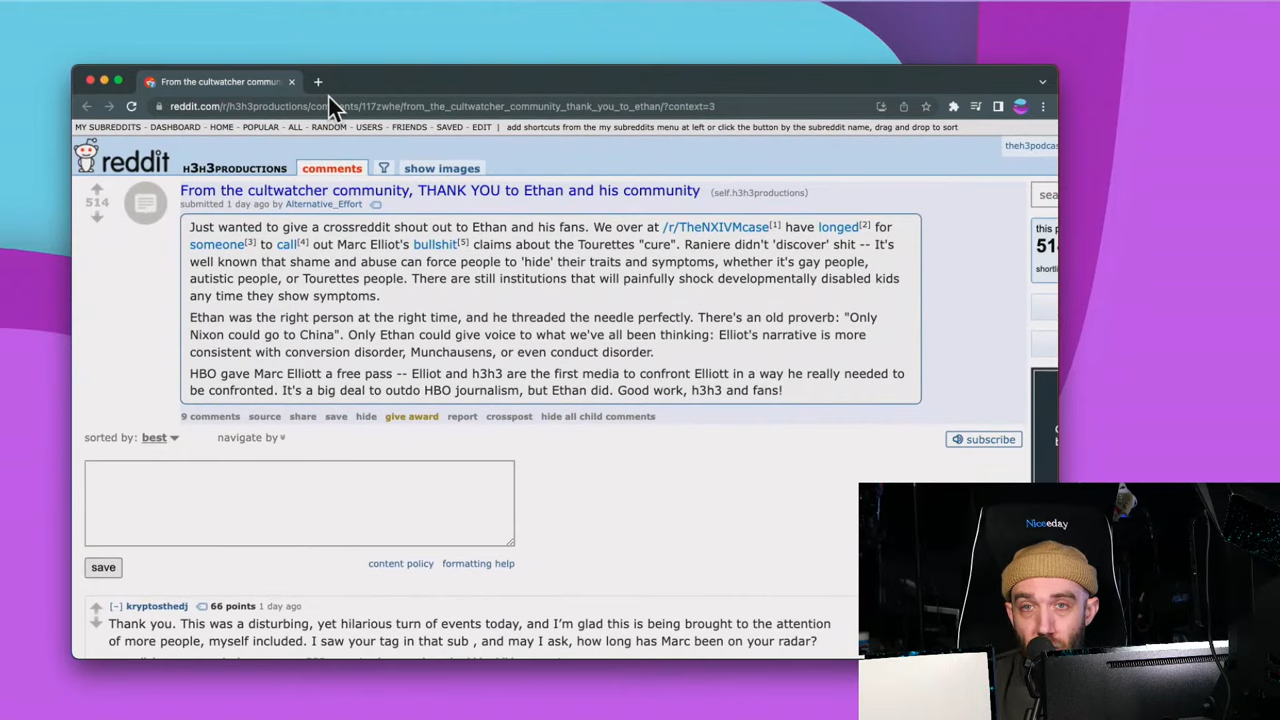 From the cultwatcher commun
reddit.com/r/h3h3productions/comments/117zwhe/from_the_cultwatcher_community_thank_you_to_ethan/?context=3
MY SUBREDDITS - DASHBOARD - HOME - POPULAR - ALL - RANDOM - USERS - FRIENDS - SAVED - EDIT | add shortcuts from the my subreddits menu at left or click the button by the subreddit name, drag and drop to sort
theh3podcas
reddit H3H3PRODUCTIONS comments show images
From the cultwatcher community, THANK YOU to Ethan and his community (self.h3h3productions)
514
submitted 1 day ago by Alternative_Effort
sea
this p
51
shortli
Just wanted to give a crossreddit shout out to Ethan and his fans. We over at /r/TheNXIVMcase[1] have longed[2] for
someone[3] to call[4] out Marc Elliot's bullshit[5] claims about the Tourettes "cure". Raniere didn't 'discover' shit -- It's
well known that shame and abuse can force people to 'hide' their traits and symptoms, whether it's gay people,
autistic people, or Tourettes people. There are still institutions that will painfully shock developmentally disabled kids
any time they show symptoms.
Ethan was the right person at the right time, and he threaded the needle perfectly. There's an old proverb: "Only
Nixon could go to China". Only Ethan could give voice to what we've all been thinking: Elliot's narrative is more
consistent with conversion disorder, Munchausens, or even conduct disorder.
HBO gave Marc Elliott a free pass -- Elliot and h3h3 are the first media to confront Elliott in a way he really needed to
be confronted. It's a big deal to outdo HBO journalism, but Ethan did. Good work, h3h3 and fans!
9 comments source share save hide give award report crosspost hide all child comments
sorted by: best navigate by
subscribe
save
content policy formatting help
[-] kryptosthedj 66 points 1 day ago
Thank you. This was a disturbing, yet hilarious turn of events today, and I'm glad this is being brought to the attention
of more people, myself included. I saw your tag in that sub , and may I ask, how long has Marc been on your radar?
Niceday